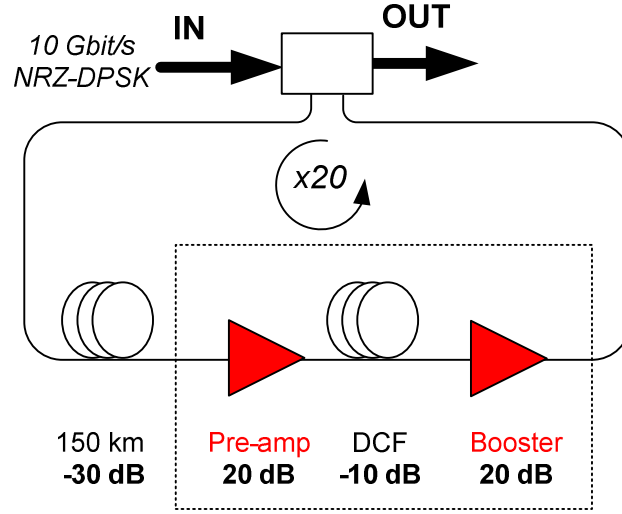 IN
OUT
10 Gbit/s
NRZ-DPSK
x20
150 km
-30 dB
Pre-amp
20 dB
DCF
-10 dB
Booster
20 dB